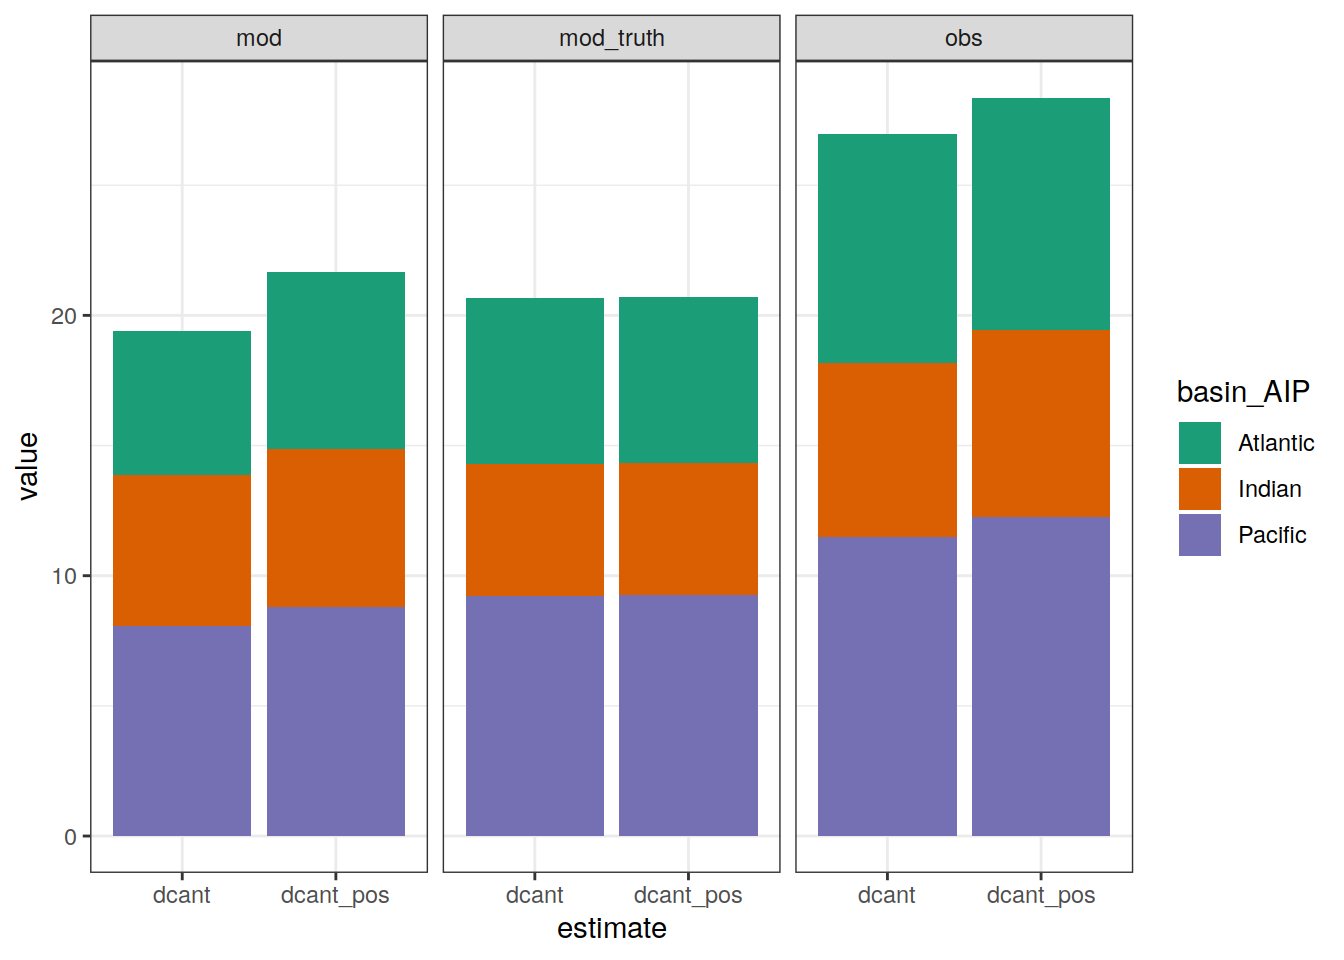 mod
mod_truth
obs
value
20
10
0
dcant
dcant_pos
dcant
dcant_pos
dcant
dcant_pos
estimate
basin_AIP
Atlantic
Indian
Pacific